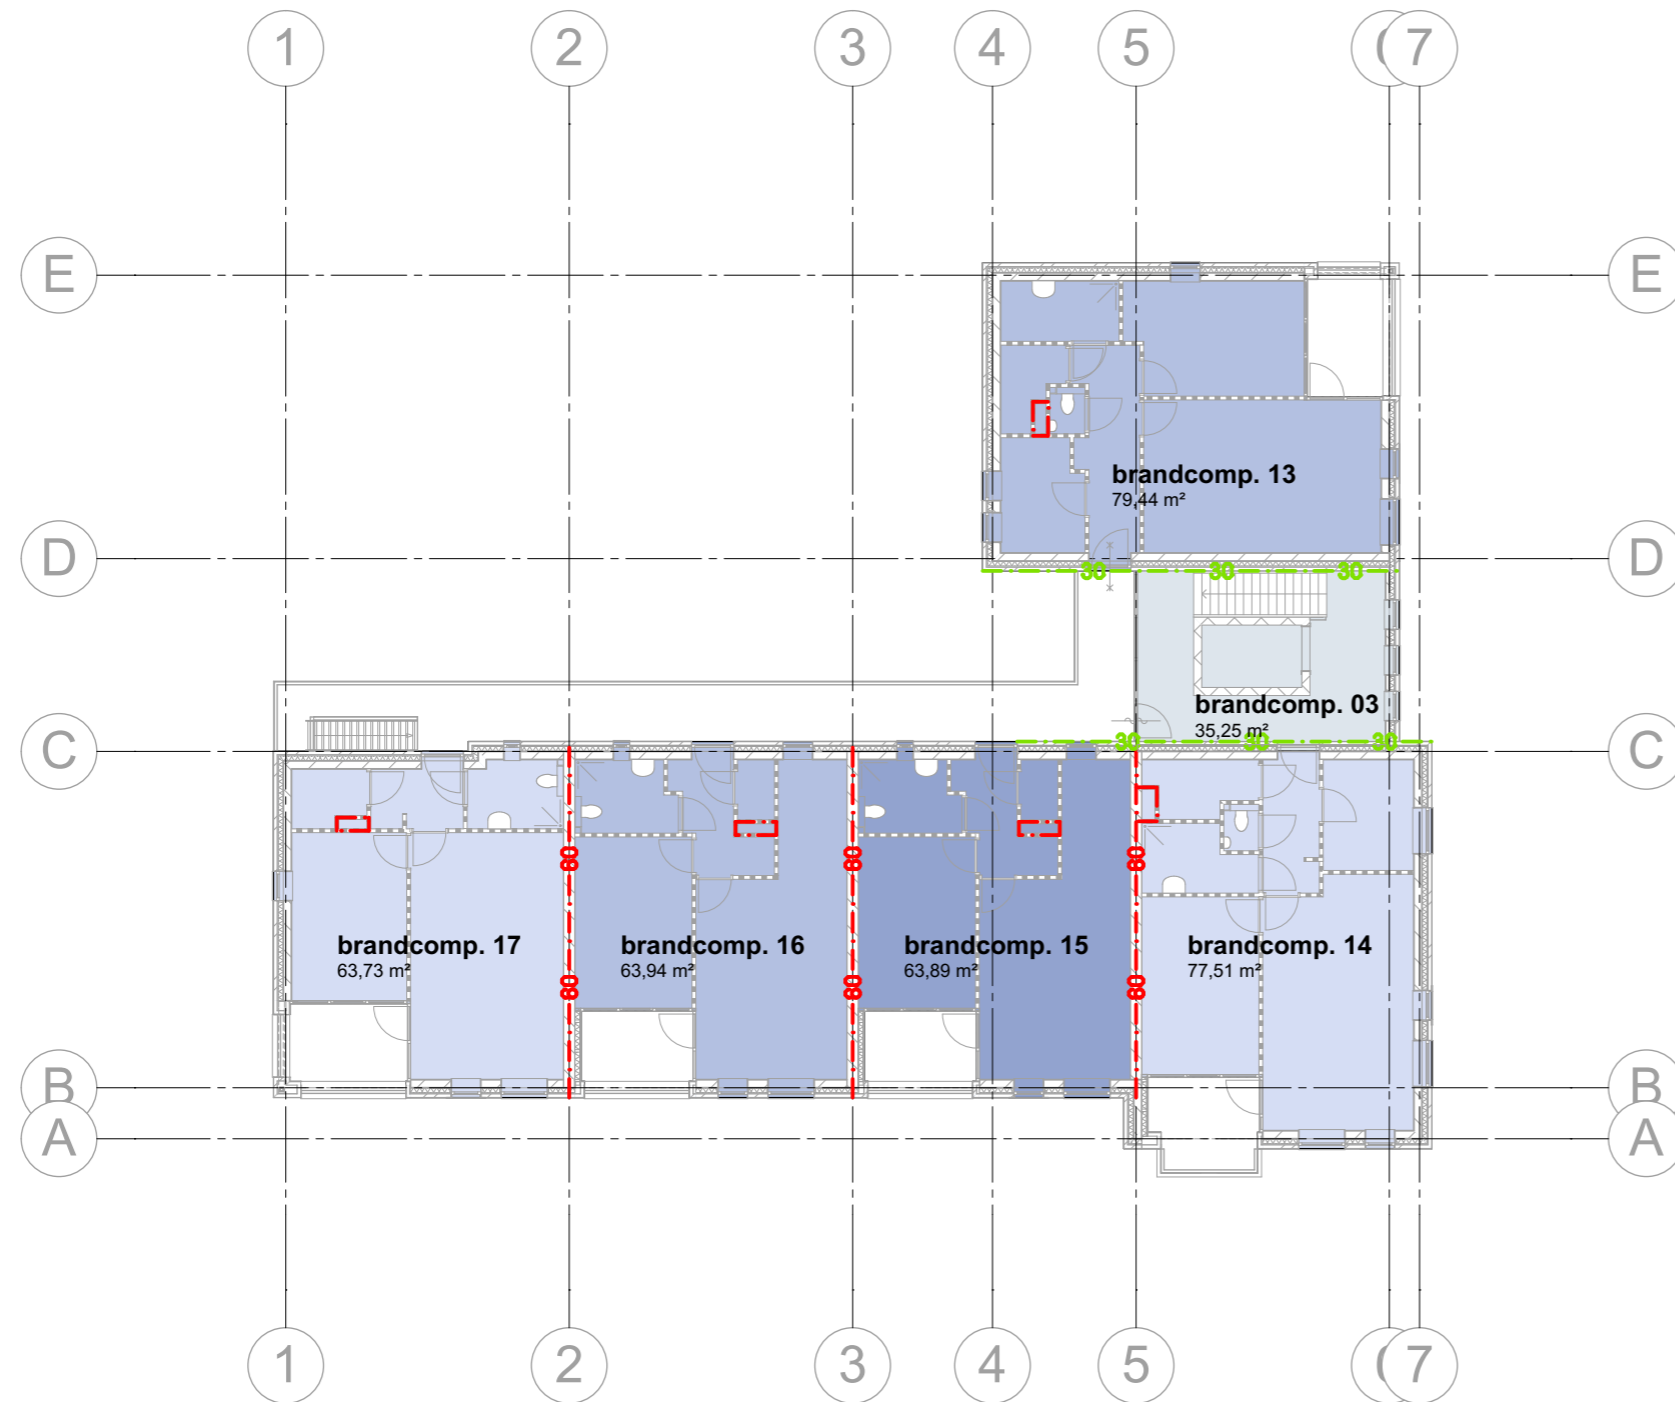 1 2 3 4 5 7
E E
brandcomp. 13
79,44 m²
D D
30 30 30
brandcomp. 03
35,25 m²
30 30 30
C C
60 60 60
brandcomp. 17
63,73 m²
brandcomp. 16
63,94 m²
brandcomp. 15
63,89 m²
brandcomp. 14
77,51 m²
60 60 60
B B
A A
1 2 3 4 5 7